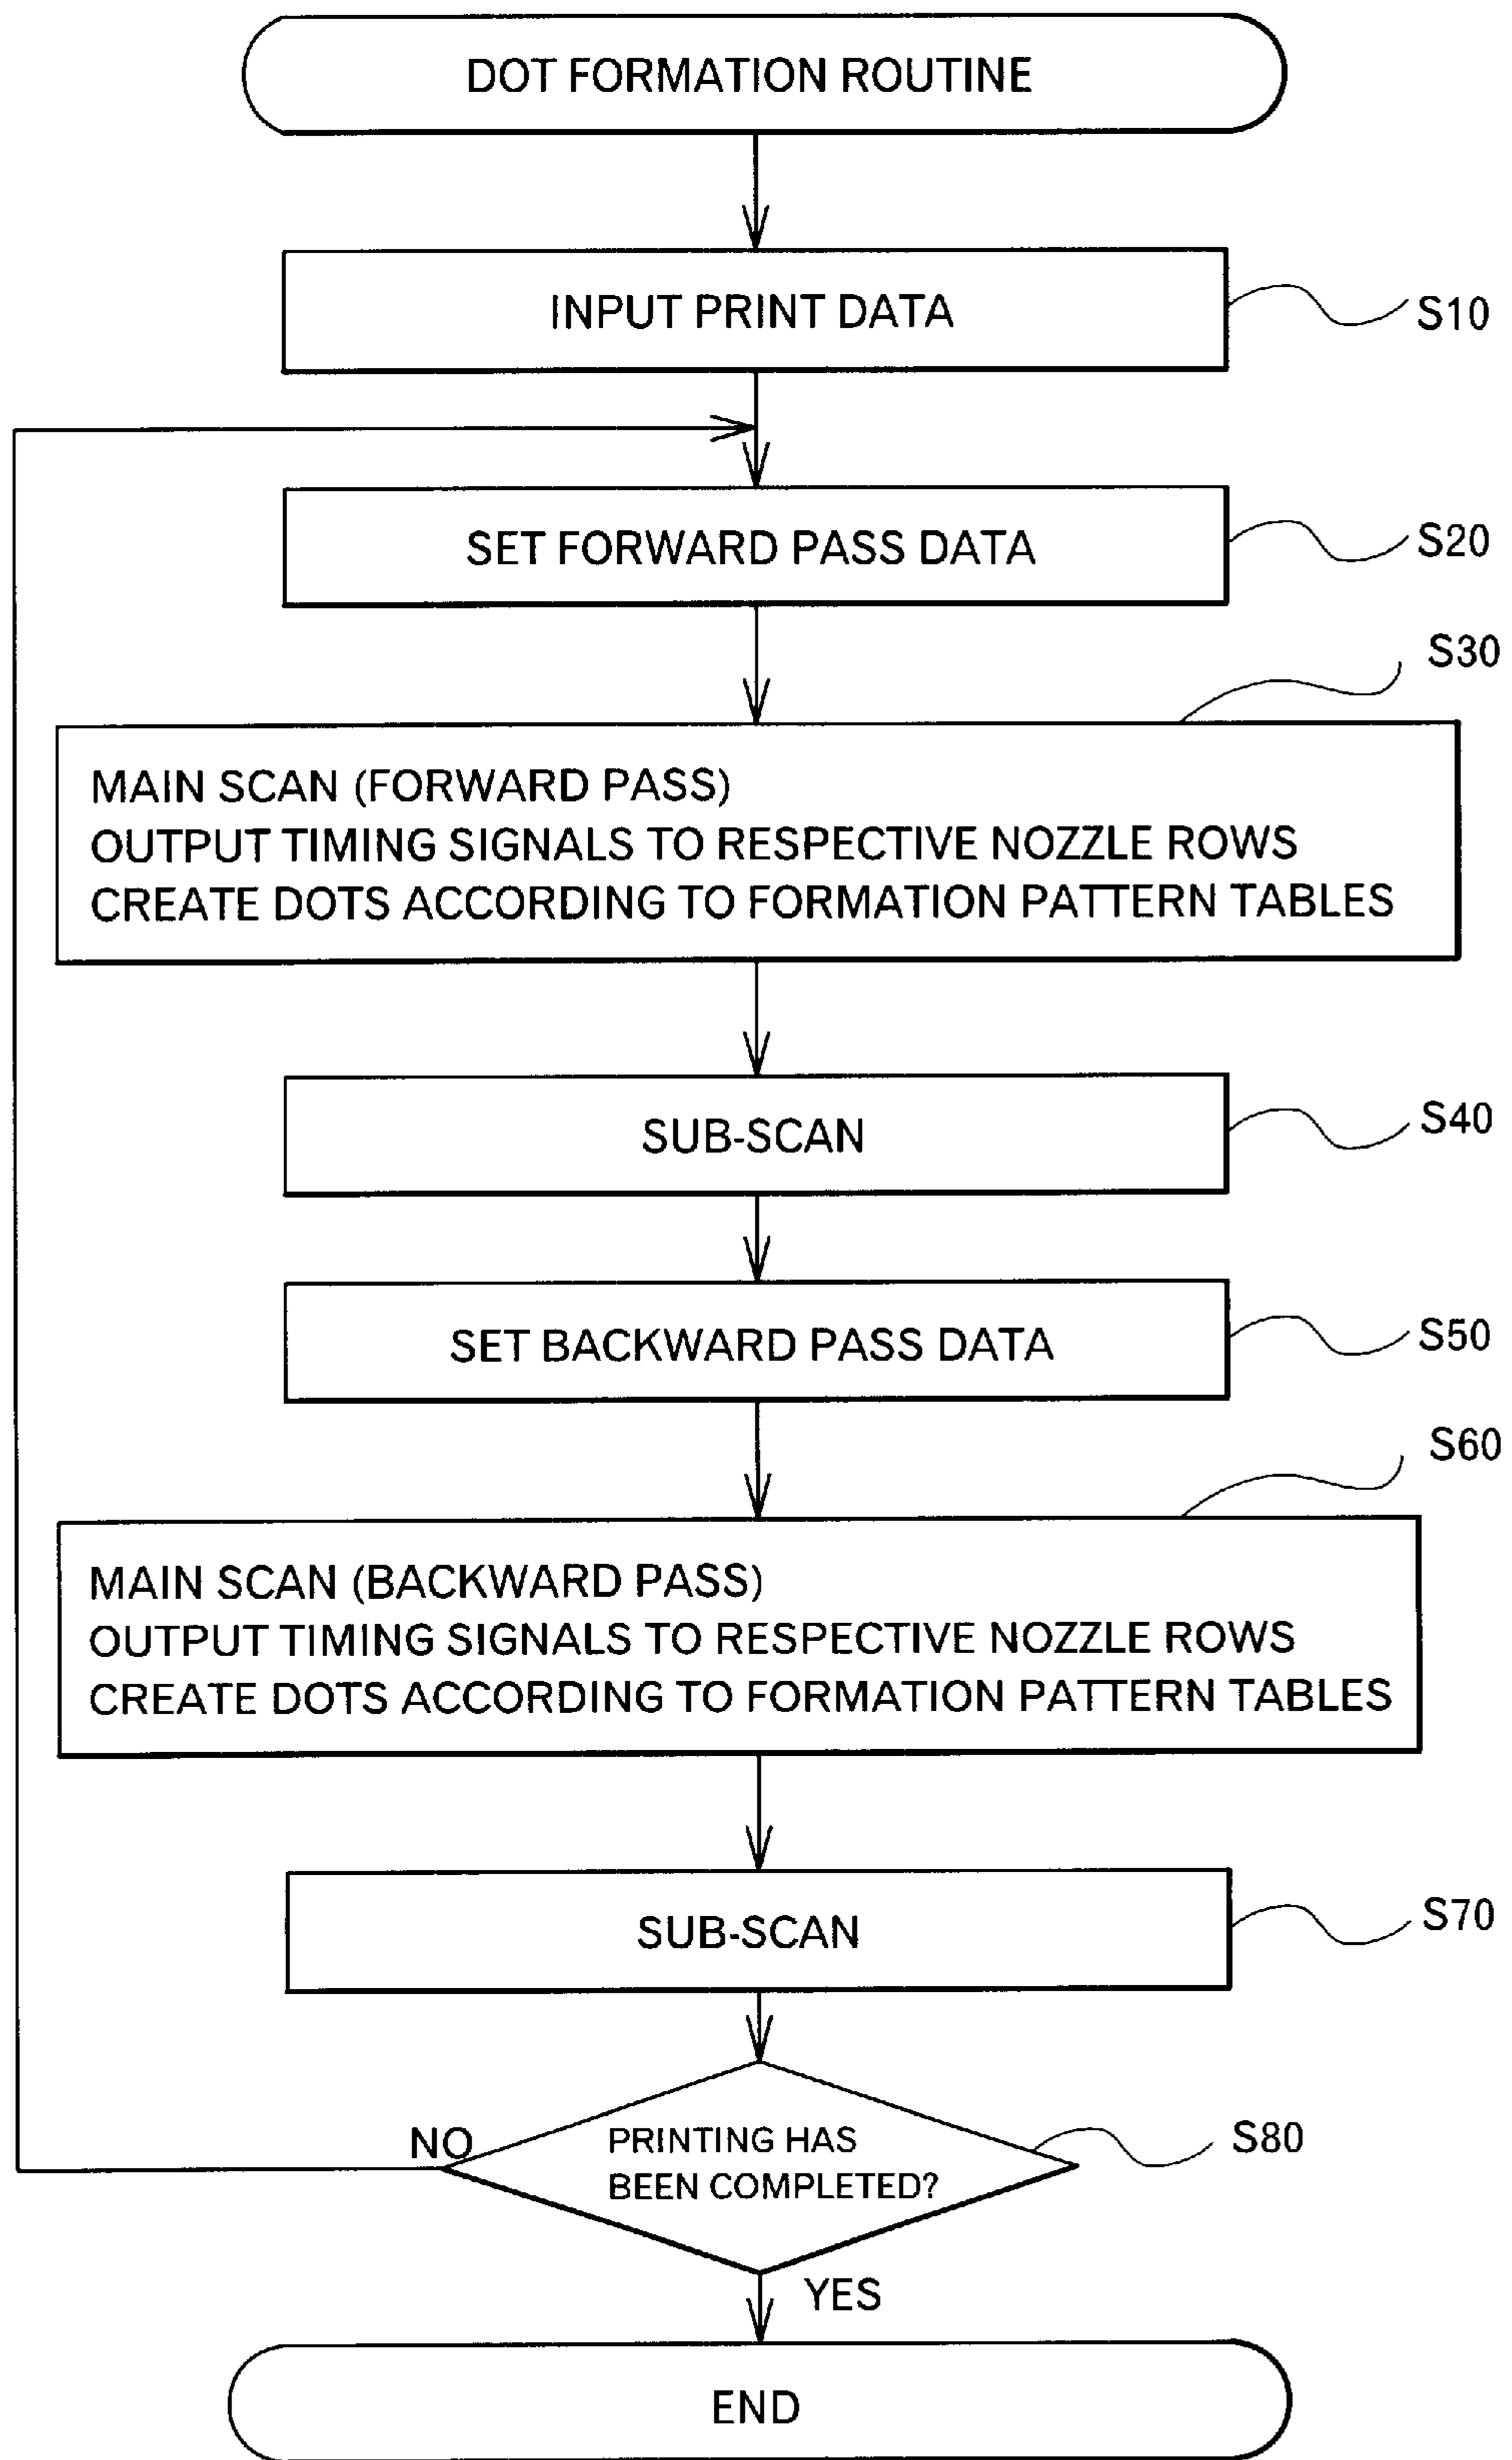 DOT FORMATION ROUTINE
INPUT PRINT DATA
S10
SET FORWARD PASS DATA
S20
S30
MAIN SCAN (FORWARD PASS)
OUTPUT TIMING SIGNALS TO RESPECTIVE NOZZLE ROWS
CREATE DOTS ACCORDING TO FORMATION PATTERN TABLES
SUB-SCAN
S40
SET BACKWARD PASS DATA
S50
S60
MAIN SCAN (BACKWARD PASS)
OUTPUT TIMING SIGNALS TO RESPECTIVE NOZZLE ROWS
CREATE DOTS ACCORDING TO FORMATION PATTERN TABLES
SUB-SCAN
S70
NO
PRINTING HAS
BEEN COMPLETED?
S80
YES
END